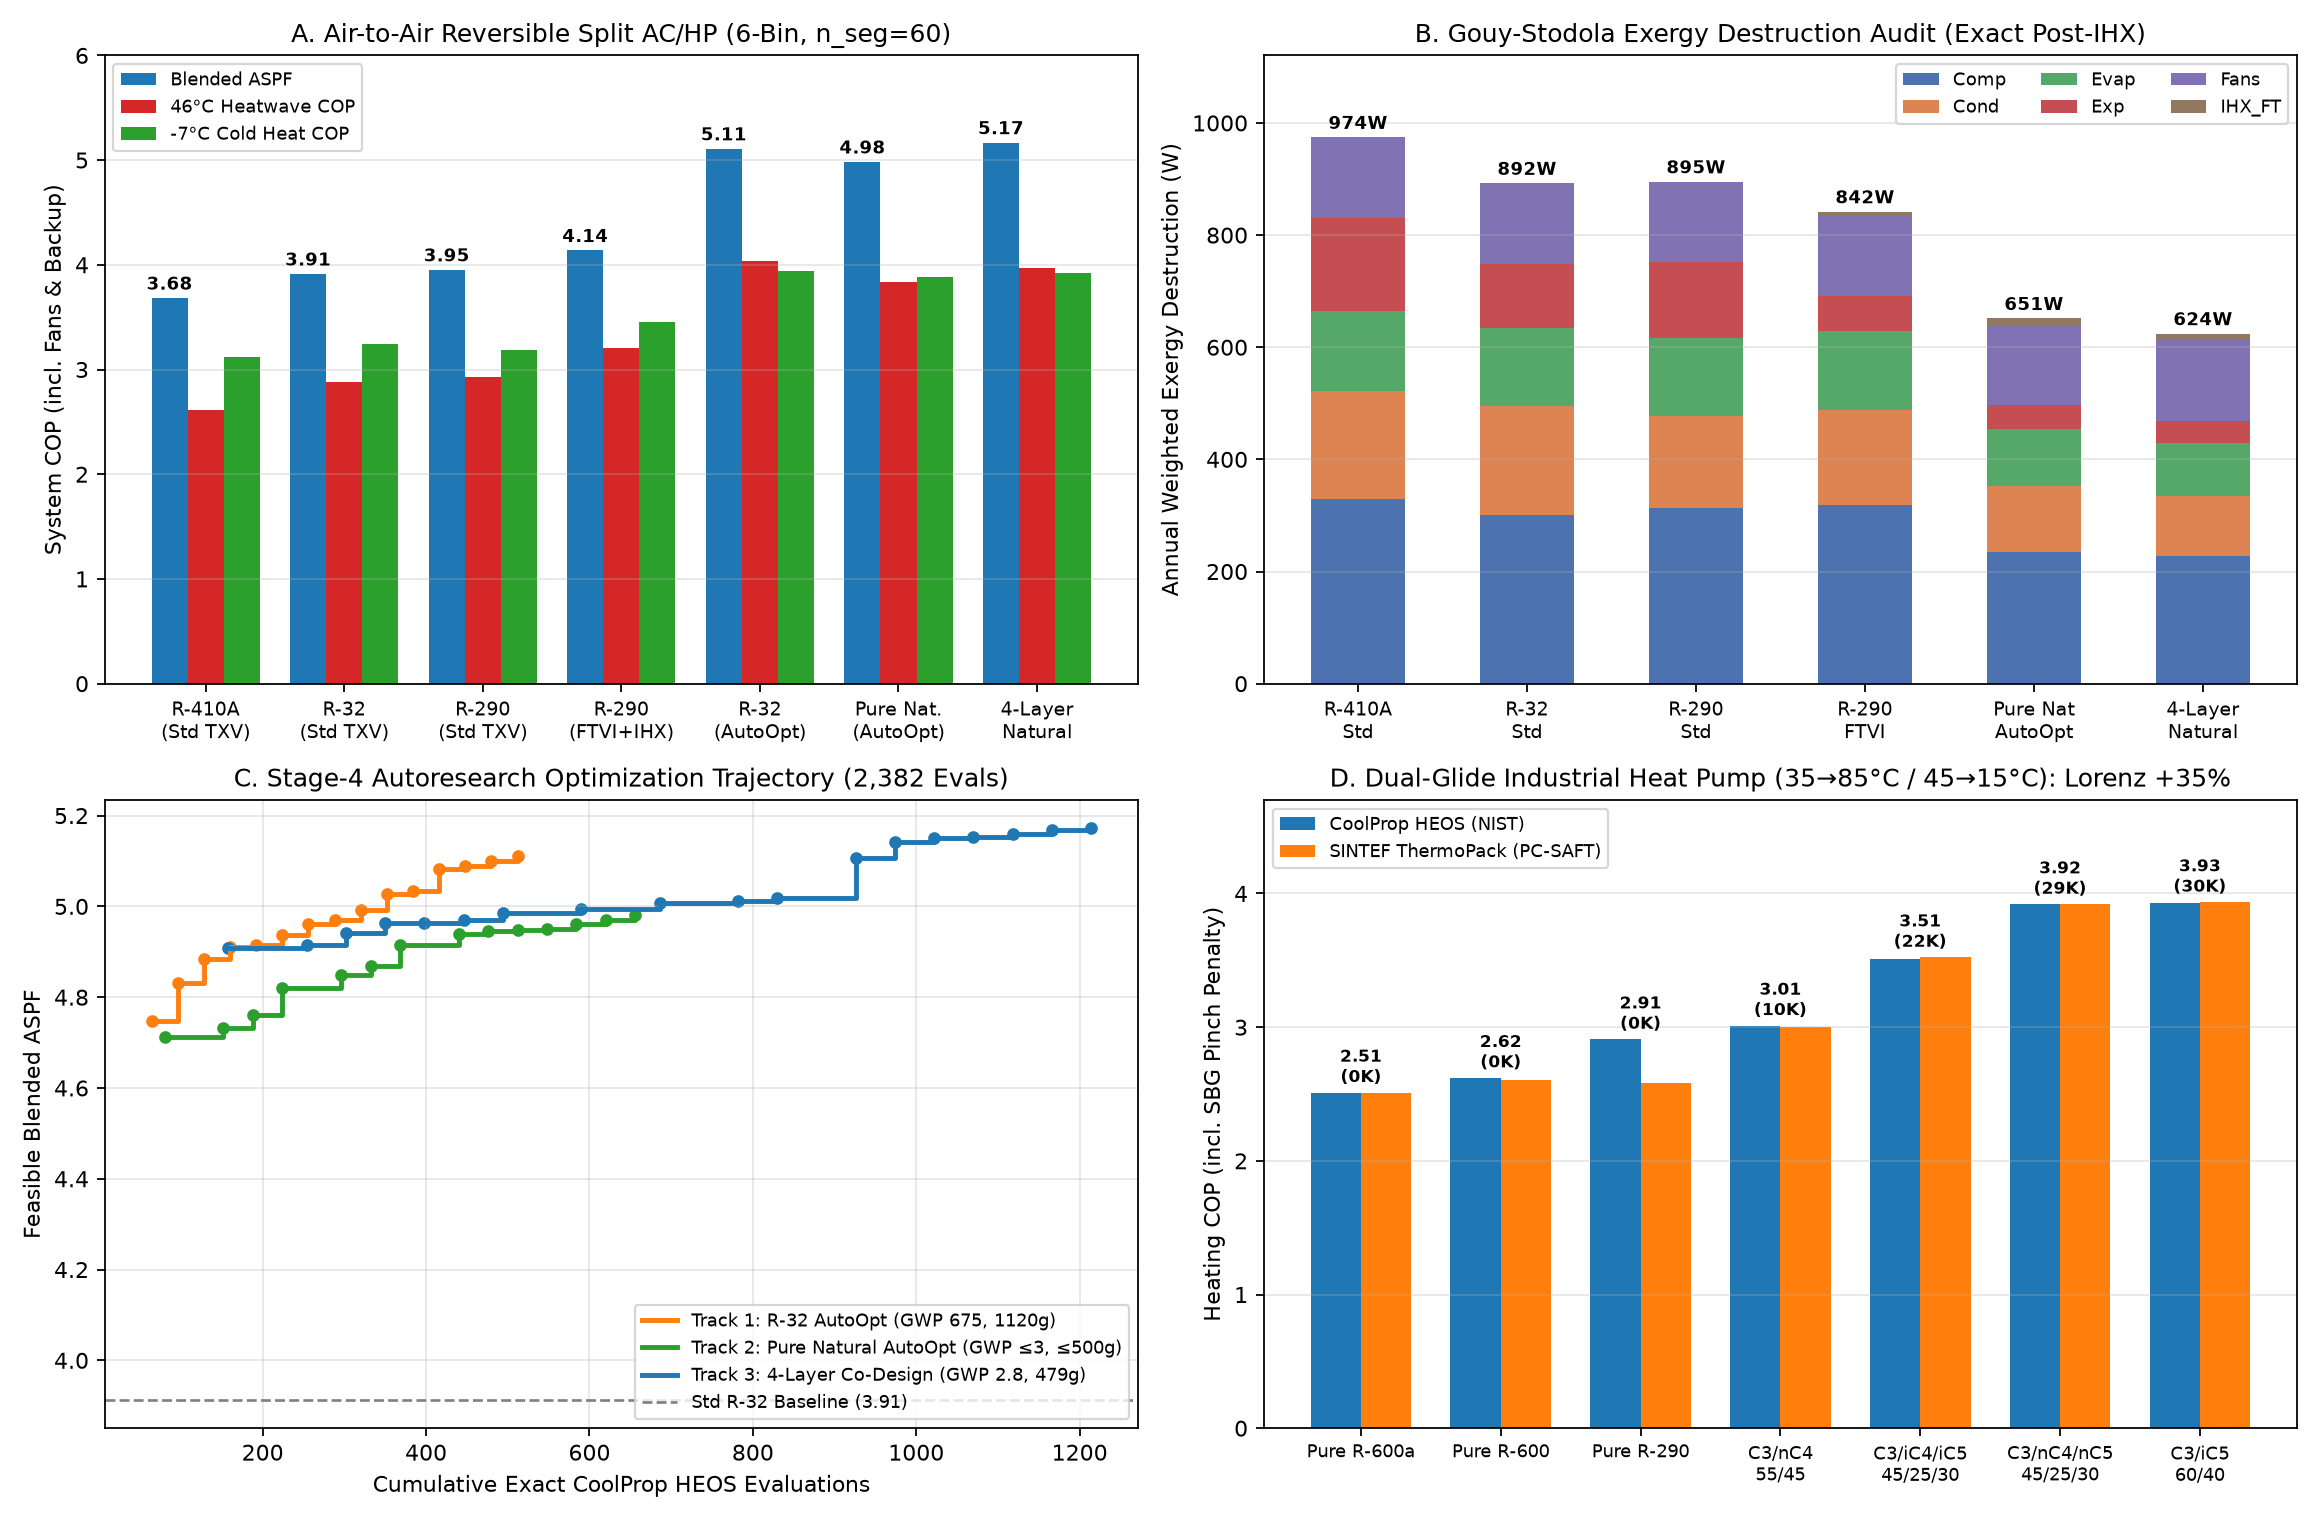 A. Air-to-Air Reversible Split AC/HP (6-Bin, n_seg=60)
System COP (incl. Fans & Backup)
6
5
4
3
2
1
0
Blended ASPF
46°C Heatwave COP
-7°C Cold Heat COP
3.68
3.91
3.95
4.14
5.11
4.98
5.17
R-410A
(Std TXV)
R-32
(Std TXV)
R-290
(Std TXV)
R-290
(FTVI+IHX)
R-32
(AutoOpt)
Pure Nat.
(AutoOpt)
4-Layer
Natural
B. Gouy-Stodola Exergy Destruction Audit (Exact Post-IHX)
Annual Weighted Exergy Destruction (W)
1000
800
600
400
200
0
Comp
Cond
Evap
Exp
Fans
IHX_FT
974W
892W
895W
842W
651W
624W
R-410A
Std
R-32
Std
R-290
Std
R-290
FTVI
Pure Nat
AutoOpt
4-Layer
Natural
C. Stage-4 Autoresearch Optimization Trajectory (2,382 Evals)
Feasible Blended ASPF
5.2
5.0
4.8
4.6
4.4
4.2
4.0
Track 1: R-32 AutoOpt (GWP 675, 1120g)
Track 2: Pure Natural AutoOpt (GWP ≤3, ≤500g)
Track 3: 4-Layer Co-Design (GWP 2.8, 479g)
Std R-32 Baseline (3.91)
200
400
600
800
1000
1200
Cumulative Exact CoolProp HEOS Evaluations
D. Dual-Glide Industrial Heat Pump (35→85°C / 45→15°C): Lorenz +35%
Heating COP (incl. SBG Pinch Penalty)
4
3
2
1
0
CoolProp HEOS (NIST)
SINTEF ThermoPack (PC-SAFT)
2.51
(0K)
2.62
(0K)
2.91
(0K)
3.01
(10K)
3.51
(22K)
3.92
(29K)
3.93
(30K)
Pure R-600a
Pure R-600
Pure R-290
C3/nC4
55/45
C3/iC4/iC5
45/25/30
C3/nC4/nC5
45/25/30
C3/iC5
60/40